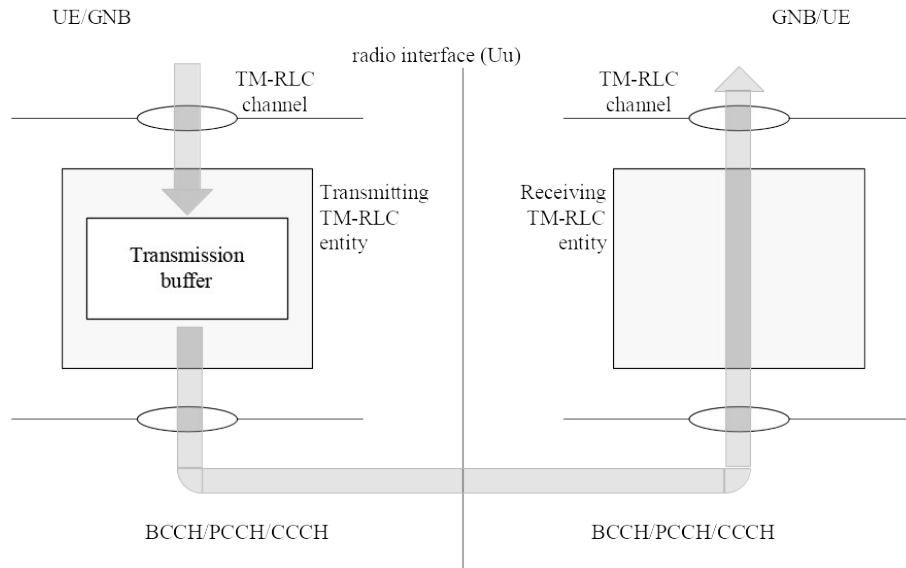 UE/GNB
GNB/UE
radio interface (Uu)
TM-RLC
channel
TM-RLC
channel
Transmitting
TM-RLC
entity
Receiving
TM-RLC
entity
Transmission
buffer
BCCH/PCCH/CCCH
BCCH/PCCH/CCCH